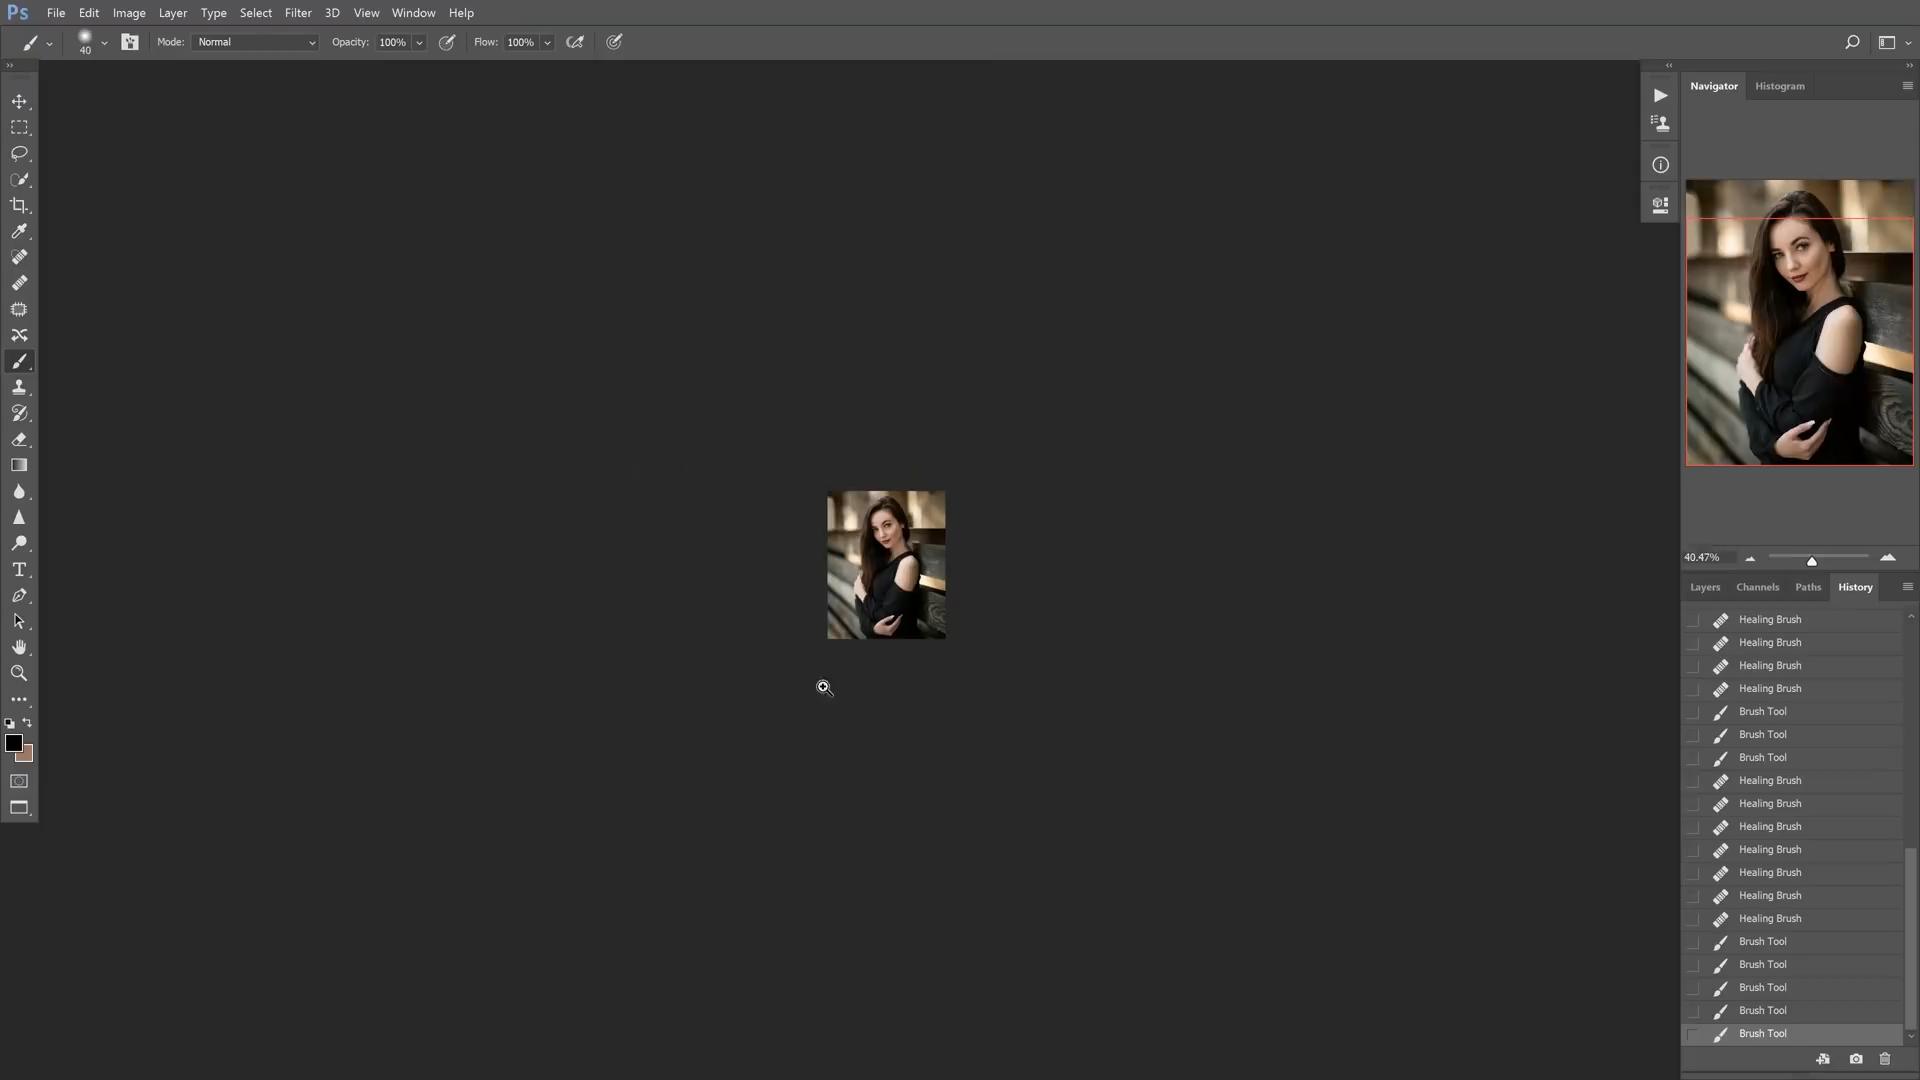 Ps File Edit Image Layer Type Select Filter 3D View Window Help
40 Mode: Normal Opacity: 100% Flow: 100%
Navigator Histogram
40.47%
Layers Channels Paths History
Healing Brush
Healing Brush
Healing Brush
Healing Brush
Brush Tool
Brush Tool
Brush Tool
Healing Brush
Healing Brush
Healing Brush
Healing Brush
Healing Brush
Healing Brush
Healing Brush
Brush Tool
Brush Tool
Brush Tool
Brush Tool
Brush Tool